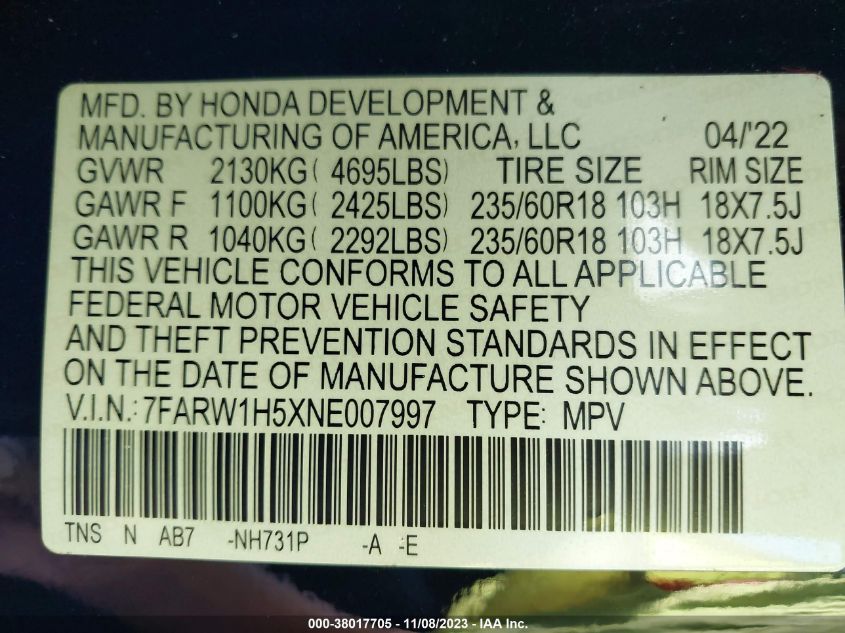 MFD. BY HONDA DEVELOPMENT &
MANUFACTURING OF AMERICA, LLC 04/'22
GVWR 2130KG( 4695LBS) TIRE SIZE RIM SIZE
GAWR F 1100KG( 2425LBS) 235/60R18 103H 18X7.5J
GAWR R 1040KG( 2292LBS) 235/60R18 103H 18X7.5J
THIS VEHICLE CONFORMS TO ALL APPLICABLE
FEDERAL MOTOR VEHICLE SAFETY
AND THEFT PREVENTION STANDARDS IN EFFECT
ON THE DATE OF MANUFACTURE SHOWN ABOVE.
V.I.N.: 7FARW1H5XNE007997 TYPE: MPV
TNS N AB7 -NH731P -A -E
000-38017705 - 11/08/2023 - IAA Inc.